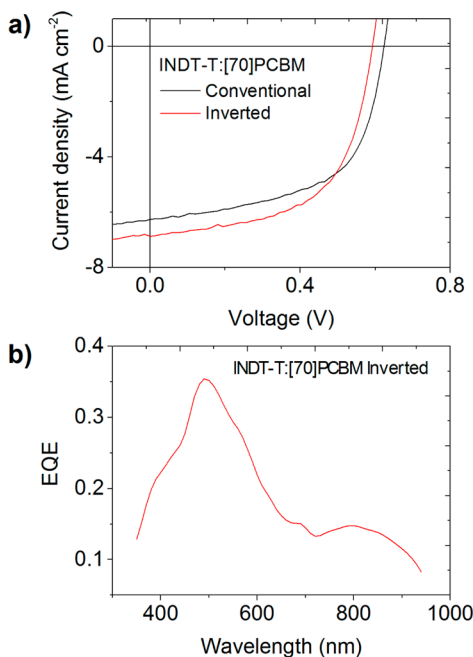 a)
Current density (mA cm-2)
0
-4
-8
INDT-T:[70]PCBM
Conventional
Inverted
0.0 0.4 0.8
Voltage (V)
b)
EQE
0.4
0.3
0.2
0.1
INDT-T:[70]PCBM Inverted
400 600 800 1000
Wavelength (nm)